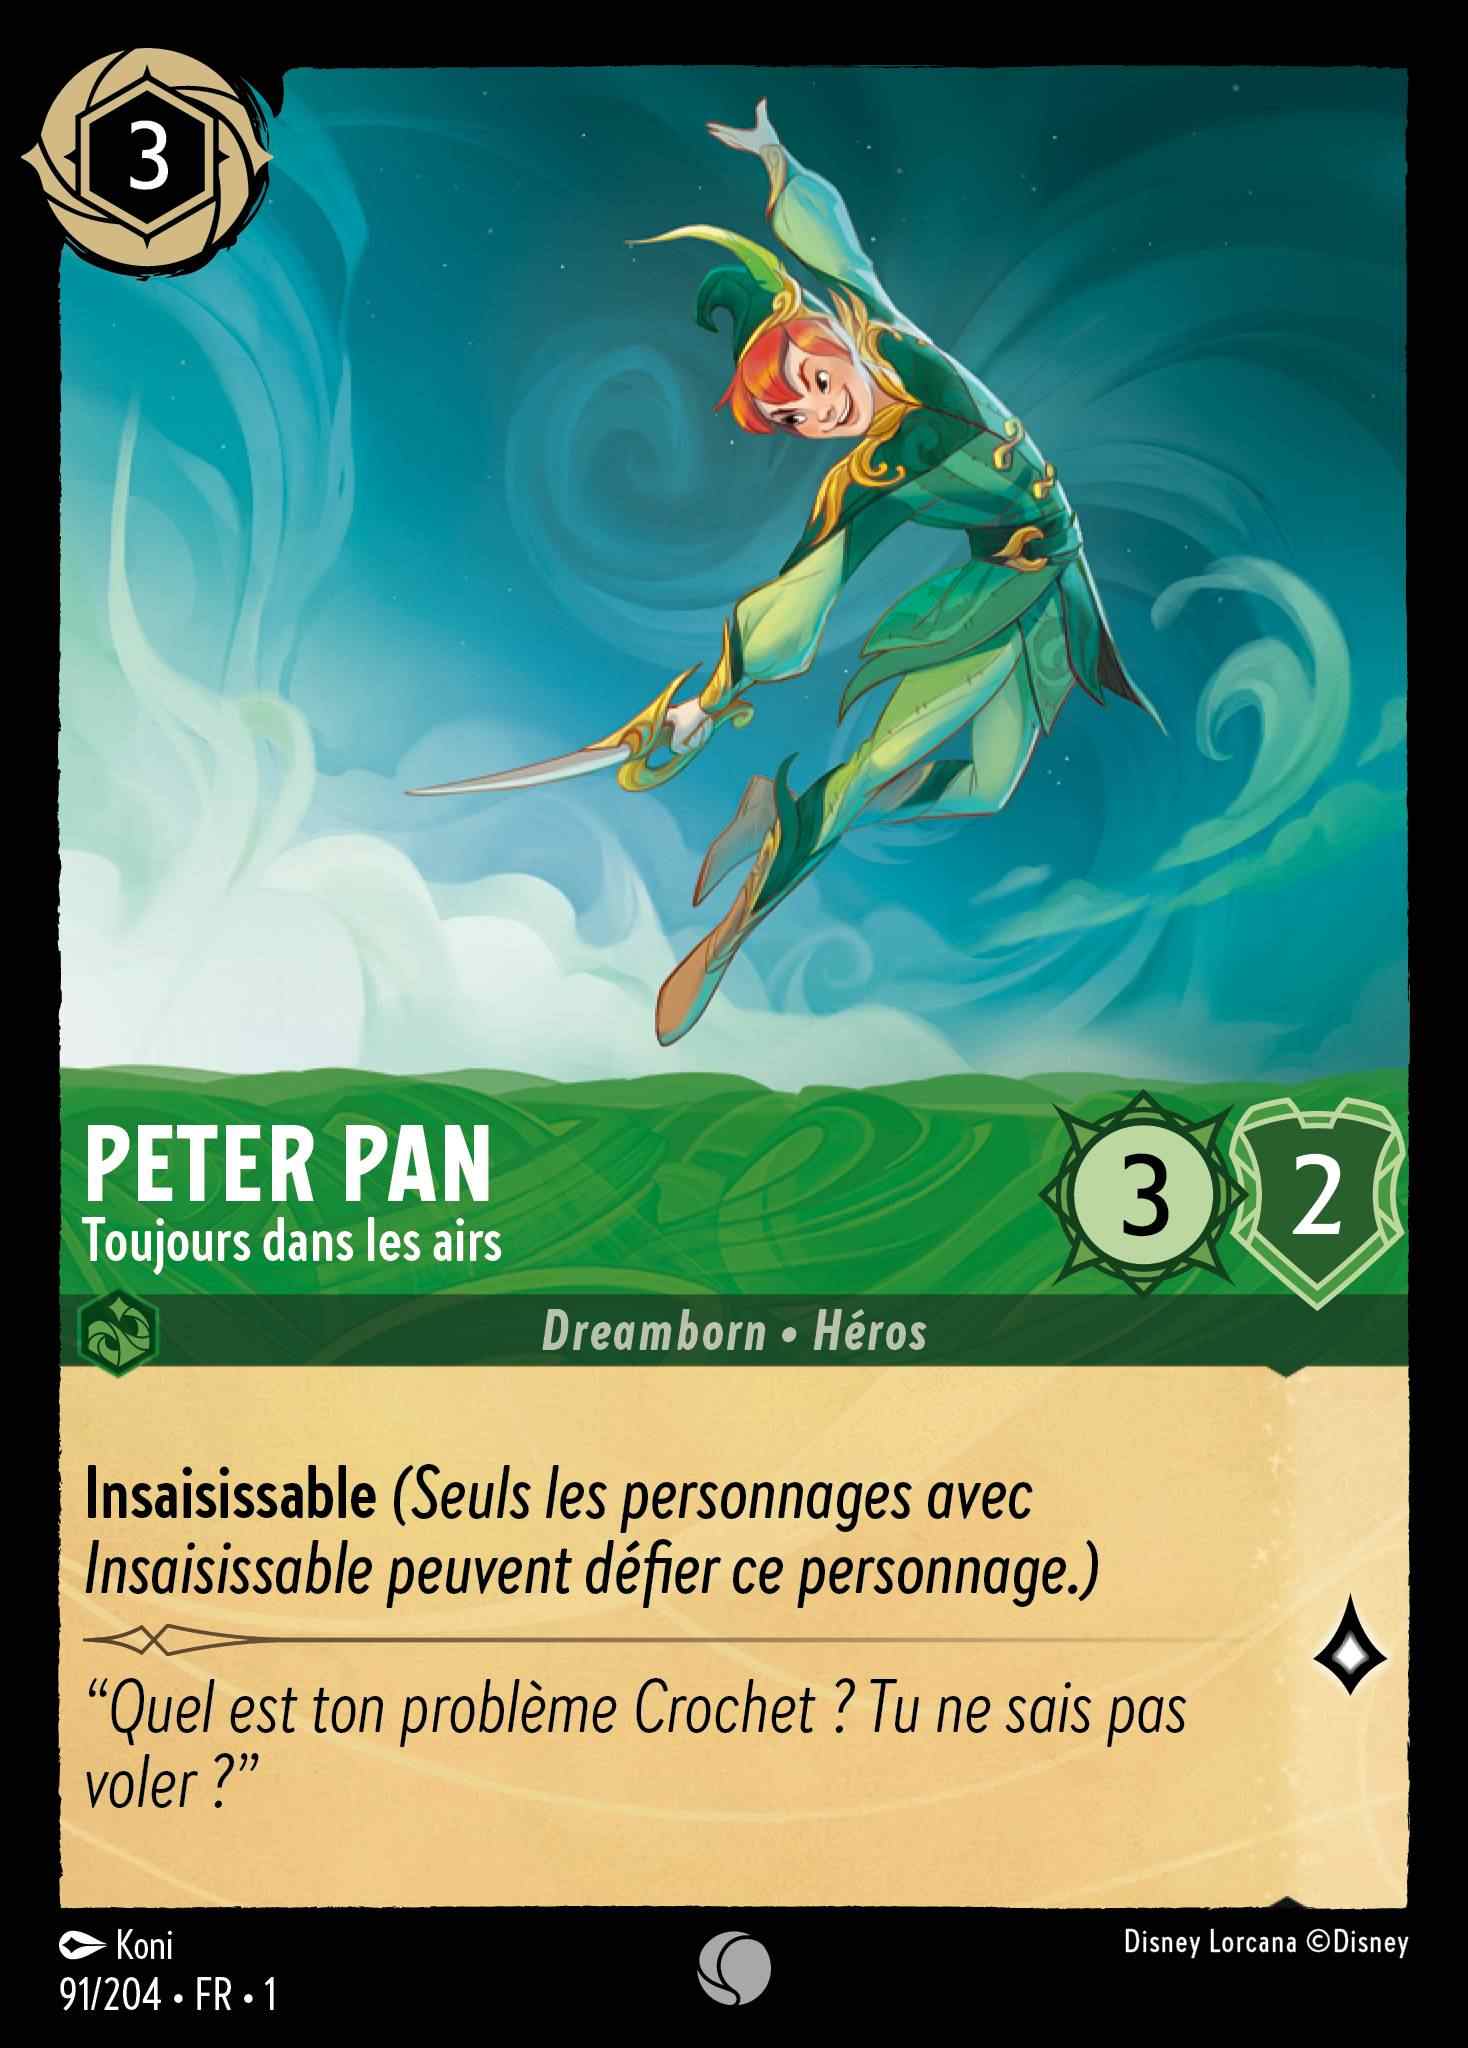 3
PETER PAN
Toujours dans les airs
3 2
Dreamborn • Héros
Insaisissable (Seuls les personnages avec
Insaisissable peuvent défier ce personnage.)
“Quel est ton problème Crochet ? Tu ne sais pas
voler ?”
Koni
Disney Lorcana ©Disney
91/204 • FR • 1